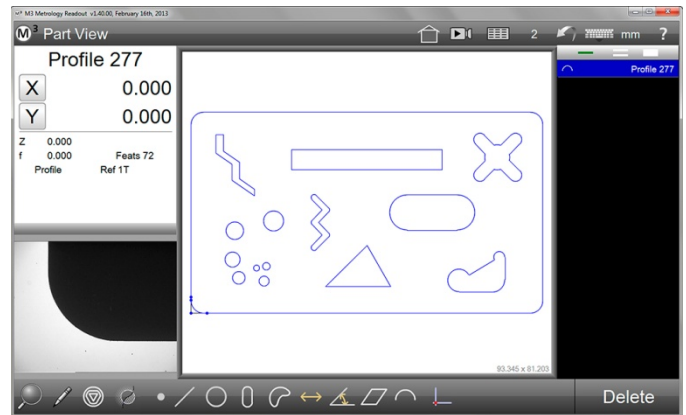 M³ M3 Metrology Readout v1.40.00, February 16th, 2013
M³ Part View
2
mm
?
Profile 277
X 0.000
Y 0.000
Z 0.000
f 0.000 Feats 72
Profile Ref 1T
Profile 277
93.345 x 81.203
Delete